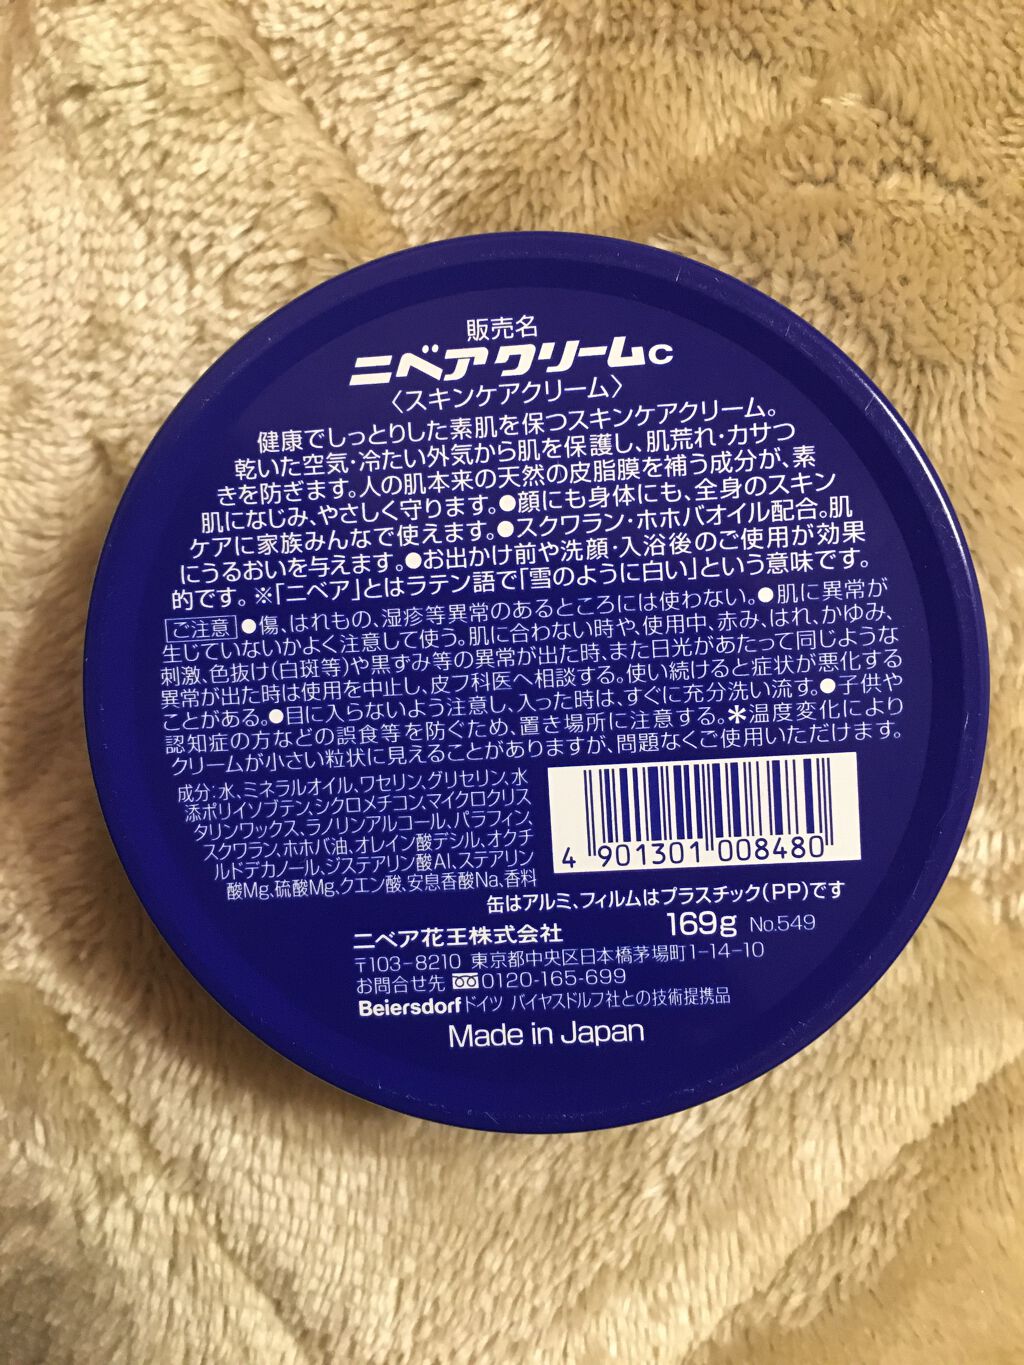 販売名
ニベアクリームC
〈スキンケアクリーム〉
健康でしっとりした素肌を保つスキンケアクリーム。
乾いた空気・冷たい外気から肌を保護し、肌荒れ・カサつ
きを防ぎます。人の肌本来の天然の皮脂膜を補う成分が、素
肌になじみ、やさしく守ります。●顔にも身体にも、全身のスキン
ケアに家族みんなで使えます。●スクワラン・ホホバオイル配合。肌
にうるおいを与えます。●お出かけ前や洗顔・入浴後のご使用が効果
的です。※「ニベア」とはラテン語で「雪のように白い」という意味です。
ご注意 ●傷、はれもの、湿疹等異常のあるところには使わない。●肌に異常が
生じていないかよく注意して使う。肌に合わない時や、使用中、赤み、はれ、かゆみ、
刺激、色抜け(白斑等)や黒ずみ等の異常が出た時、また日光があたって同じような
異常が出た時は使用を中止し、皮フ科医へ相談する。使い続けると症状が悪化する
ことがある。●目に入らないよう注意し、入った時は、すぐに充分洗い流す。●子供や
認知症の方などの誤食等を防ぐため、置き場所に注意する。＊温度変化により
クリームが小さい粒状に見えることがありますが、問題なくご使用いただけます。
成分:水、ミネラルオイル、ワセリン、グリセリン、水
添ポリイソブテン、シクロメチコン、マイクロクリス
タリンワックス、ラノリンアルコール、パラフィン、
スクワラン、ホホバ油、オレイン酸デシル、オクチ
ルドデカノール、ジステアリン酸Al、ステアリン
酸Mg、硫酸Mg、クエン酸、安息香酸Na、香料
4 901301 008480
缶はアルミ、フィルムはプラスチック(PP)です
169g No.549
ニベア花王株式会社
〒103-8210 東京都中央区日本橋茅場町1-14-10
お問合せ先 0120-165-699
Beiersdorf ドイツ バイヤスドルフ社との技術提携品
Made in Japan